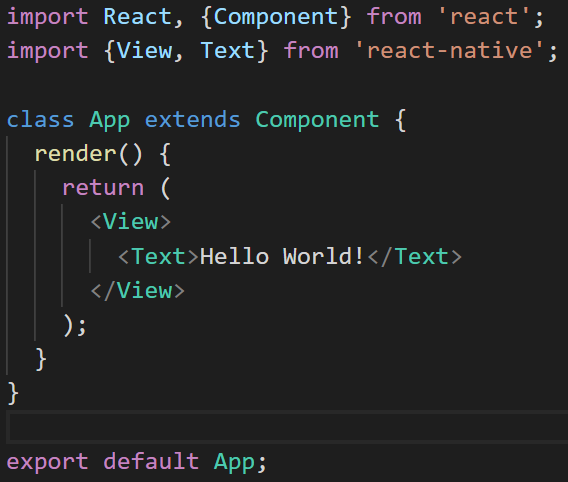 import React, {Component} from 'react';
import {View, Text} from 'react-native';

class App extends Component {
  render() {
    return (
      <View>
        <Text>Hello World!</Text>
      </View>
    );
  }
}

export default App;